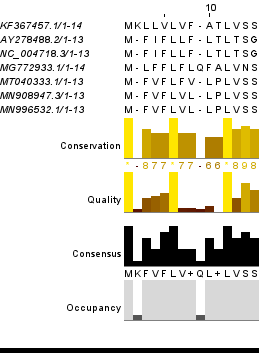 10
KF367457.1/1-14 MKLLVLVF-ATLVSS
AY278488.2/1-13 M-FIFLLF-LTLTSG
NC_004718.3/1-13 M-FIFLLF-LTLTSG
MG772933.1/1-14 M-LFFLFLQFALVNS
MT040333.1/1-13 M-FVFLVL-LPLVSS
MN908947.3/1-13 M-FVFLVL-LPLVSS
MN996532.1/1-13 M-FVFLVL-LPLVSS
Conservation
*-877*77-66*898
Quality
Consensus
MKFVFLV+QL+LVSS
Occupancy